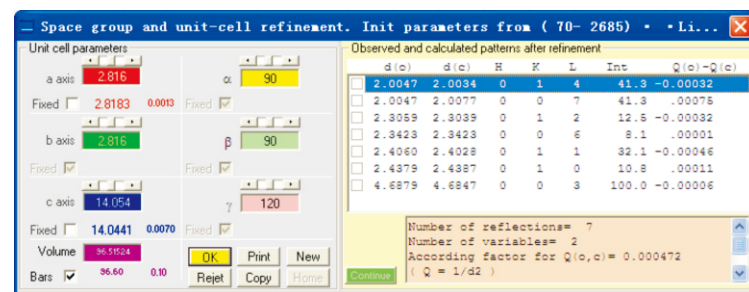 Space group and unit-cell refinement. Init parameters from ( 70- 2685) • •Li...
Unit cell parameters
a axis 2.816 α 90
Fixed 2.8183 0.0013 Fixed
b axis 2.816 β 90
Fixed Fixed
c axis 14.054 γ 120
Fixed 14.0441 0.0070 Fixed
Volume 96.51524 OK Print New
Bars 96.60 0.10 Rejet Copy Home
Observed and calculated patterns after refinement
d(o) d(c) H K L Int Q(o)-Q(c)
2.0047 2.0034 0 1 4 41.3 -0.00032
2.0047 2.0077 0 0 7 41.3 .00075
2.3059 2.3039 0 1 2 12.5 -0.00032
2.3423 2.3423 0 0 6 8.1 .00001
2.4060 2.4028 0 1 1 32.1 -0.00046
2.4379 2.4387 0 1 0 10.8 .00011
4.6879 4.6847 0 0 3 100.0 -0.00006
Number of reflections= 7
Number of variables= 2
According factor for Q(o,c)= 0.000472
( Q = 1/d2 )
Continue